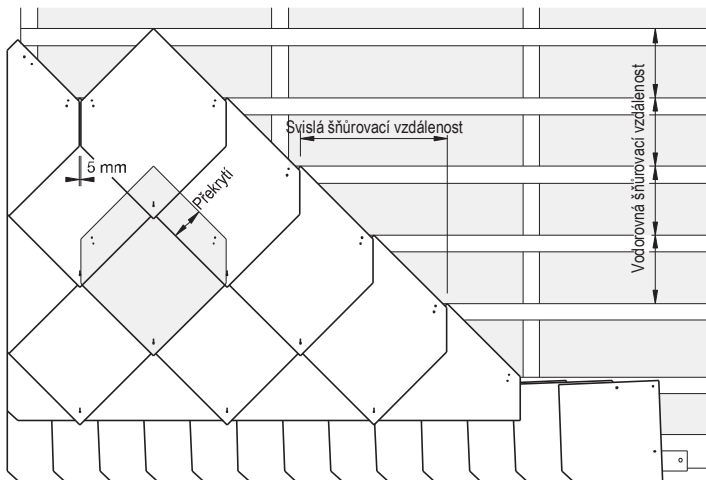 Svislá šňůrovací vzdálenost
5 mm
Překrytí
Vodorovná šňůrovací vzdálenost